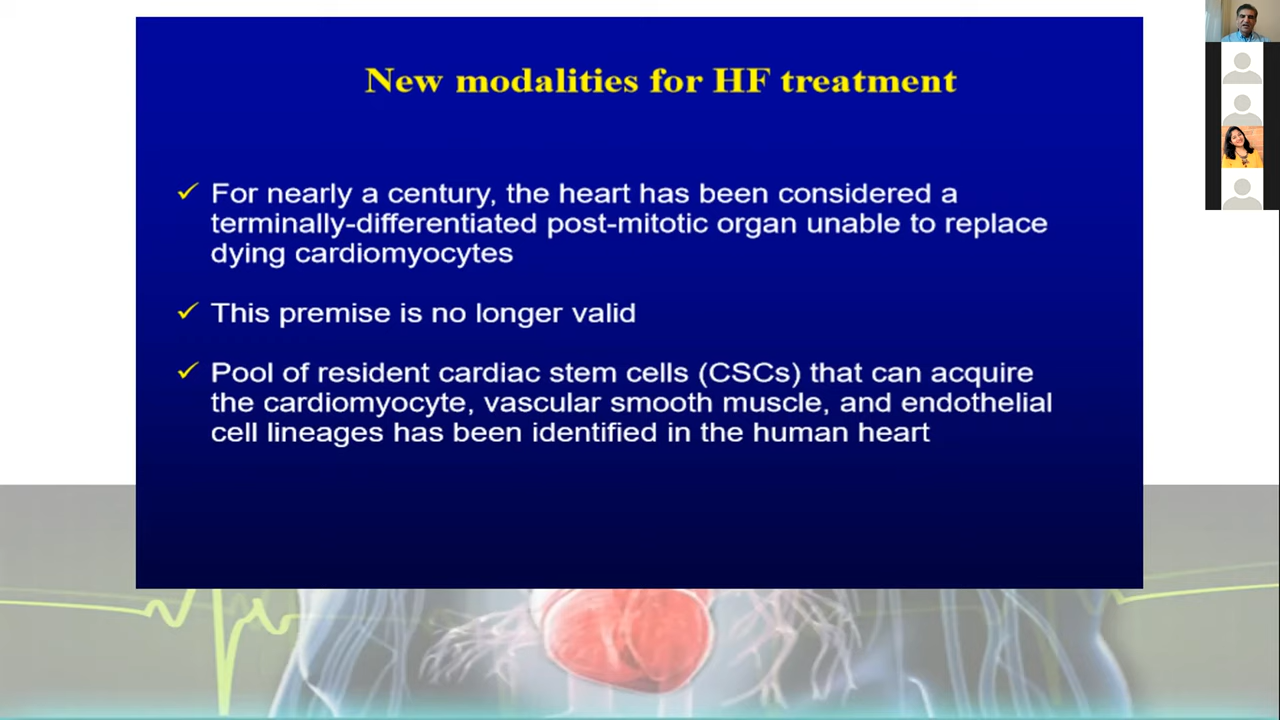 New modalities for HF treatment
✓ For nearly a century, the heart has been considered a
terminally-differentiated post-mitotic organ unable to replace
dying cardiomyocytes
✓ This premise is no longer valid
✓ Pool of resident cardiac stem cells (CSCs) that can acquire
the cardiomyocyte, vascular smooth muscle, and endothelial
cell lineages has been identified in the human heart